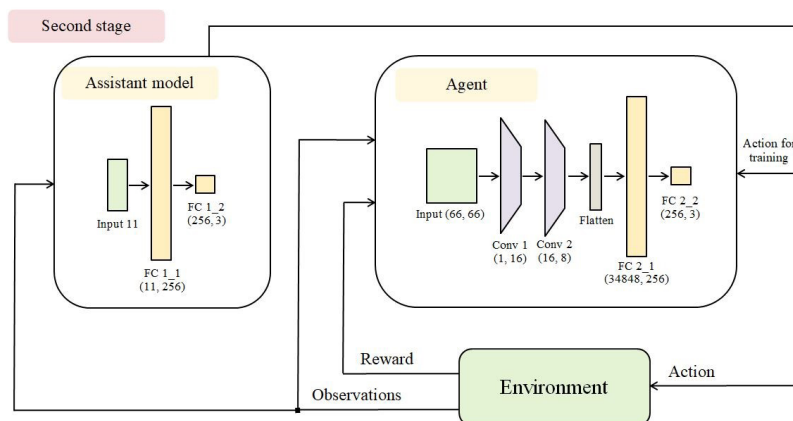 Second stage
Assistant model
Input 11
FC 1_1
(11, 256)
FC 1_2
(256, 3)
Agent
Input (66, 66)
Conv 1
(1, 16)
Conv 2
(16, 8)
Flatten
FC 2_1
(34848, 256)
FC 2_2
(256, 3)
Action for
training
Reward
Observations
Environment
Action